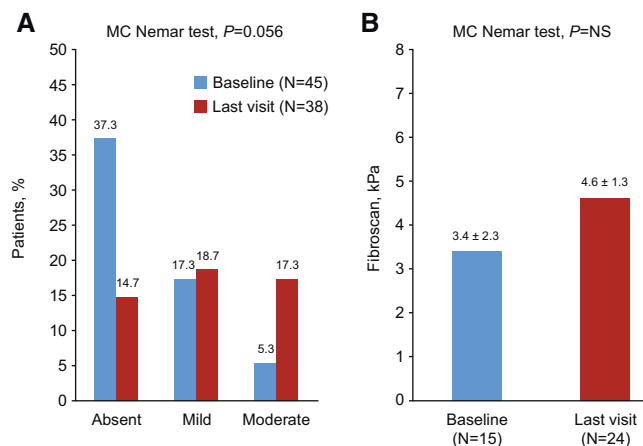 A
MC Nemar test, P=0.056
50
45
40
35
30
25
20
15
10
5
0
Patients, %
Baseline (N=45)
Last visit (N=38)
37.3
14.7
17.3
18.7
5.3
17.3
Absent
Mild
Moderate
B
MC Nemar test, P=NS
8
7
6
5
4
3
2
1
0
Fibroscan, kPa
3.4 ± 2.3
4.6 ± 1.3
Baseline
(N=15)
Last visit
(N=24)